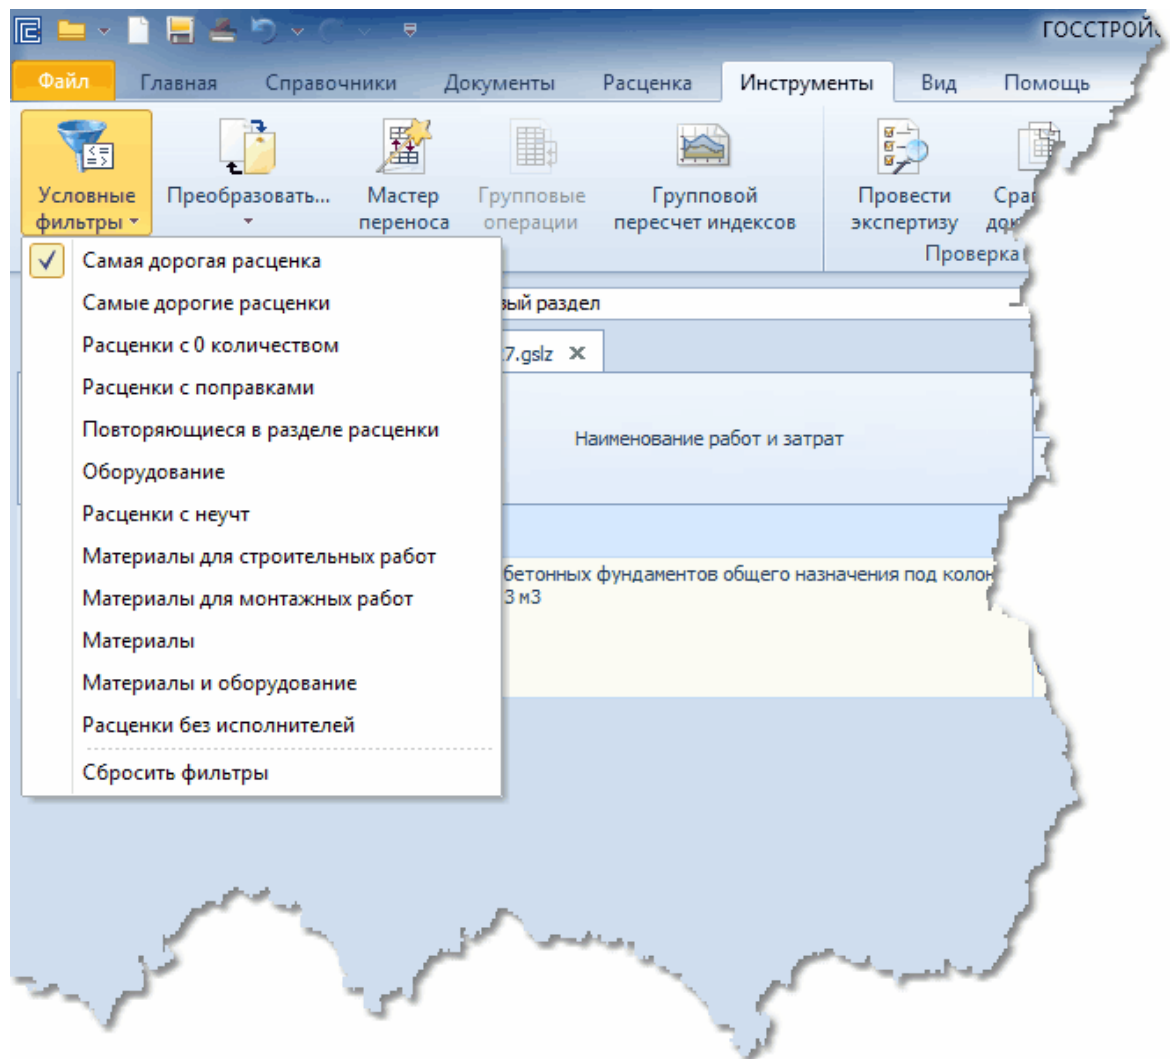 ГОССТРОЙ
Файл Главная Справочники Документы Расценка Инструменты Вид Помощь
Условные фильтры
Преобразовать...
Мастер переноса
Групповые операции
Групповой пересчет индексов
Провести экспертизу
Проверка
Самая дорогая расценка
Самые дорогие расценки
Расценки с 0 количеством
Расценки с поправками
Повторяющиеся в разделе расценки
Оборудование
Расценки с неучт
Материалы для строительных работ
Материалы для монтажных работ
Материалы
Материалы и оборудование
Расценки без исполнителей
Сбросить фильтры
вый раздел
7.gslz
Наименование работ и затрат
бетонных фундаментов общего назначения под колон
3 м3